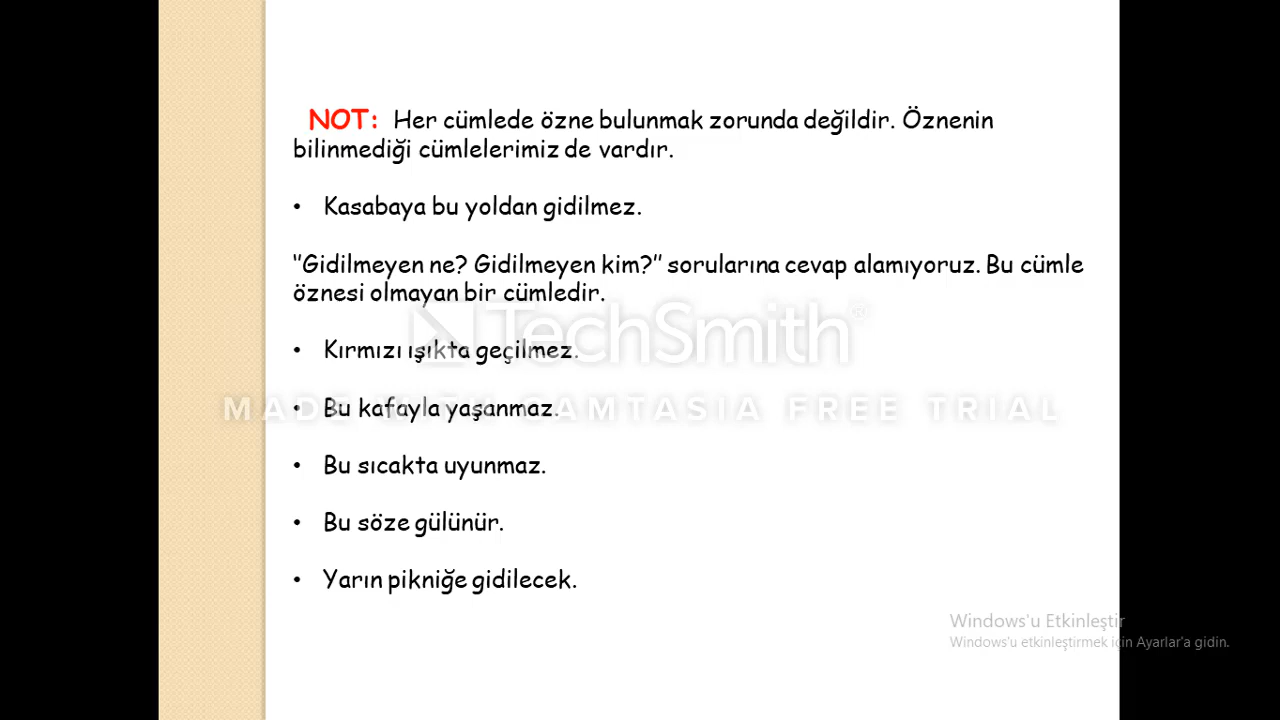 NOT: Her cümlede özne bulunmak zorunda değildir. Öznenin
bilinmediği cümlelerimiz de vardır.
• Kasabaya bu yoldan gidilmez.
"Gidilmeyen ne? Gidilmeyen kim?" sorularına cevap alamıyoruz. Bu cümle
öznesi olmayan bir cümledir.
TechSmith®
• Kırmızı ışıkta geçilmez.
MADE WITH CAMTASIA FREE TRIAL
• Bu kafayla yaşanmaz.
• Bu sıcakta uyunmaz.
• Bu söze gülünür.
• Yarın pikniğe gidilecek.
Windows'u Etkinleştir
Windows'u etkinleştirmek için Ayarlar'a gidin.